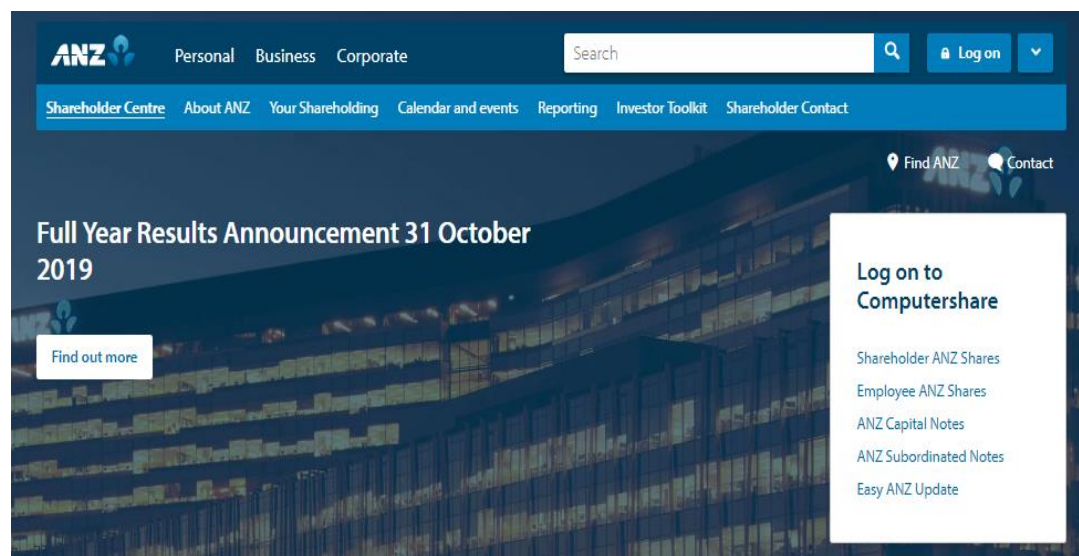 ANZ Personal Business Corporate Search Log on
Shareholder Centre About ANZ Your Shareholding Calendar and events Reporting Investor Toolkit Shareholder Contact
Find ANZ Contact
ANZ
Full Year Results Announcement 31 October
2019
Find out more
Log on to
Computershare
Shareholder ANZ Shares
Employee ANZ Shares
ANZ Capital Notes
ANZ Subordinated Notes
Easy ANZ Update